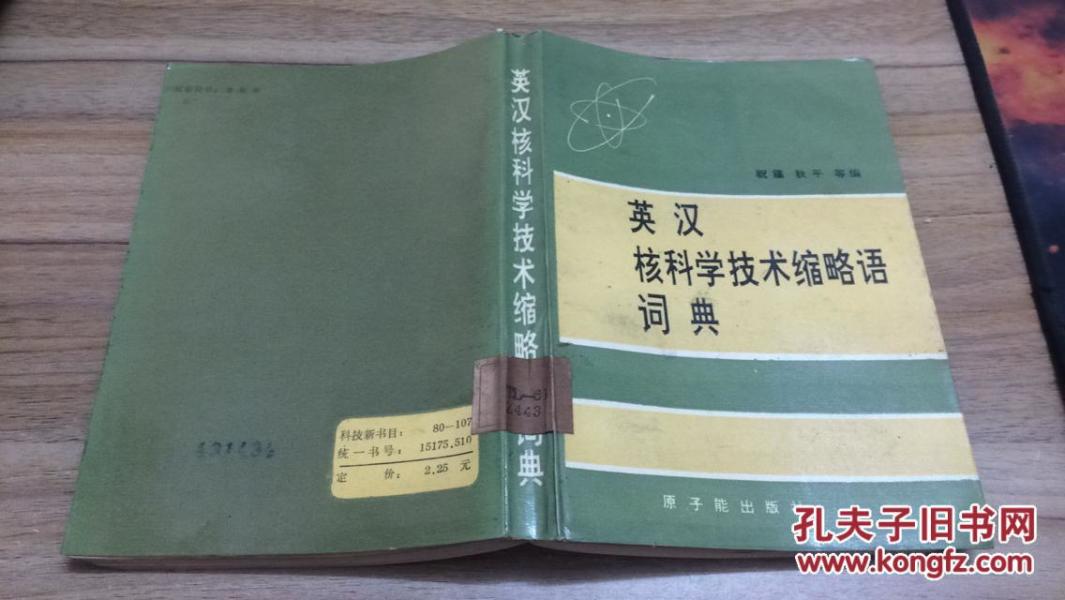 英汉核科学技术缩略
词典
科技新书目: 80—107
统一书号: 15175.510
定 价: 2.25 元
秋平 等编
英汉
核科学技术缩略语
词典
原子能出版
孔夫子旧书网
www.kongfz.com